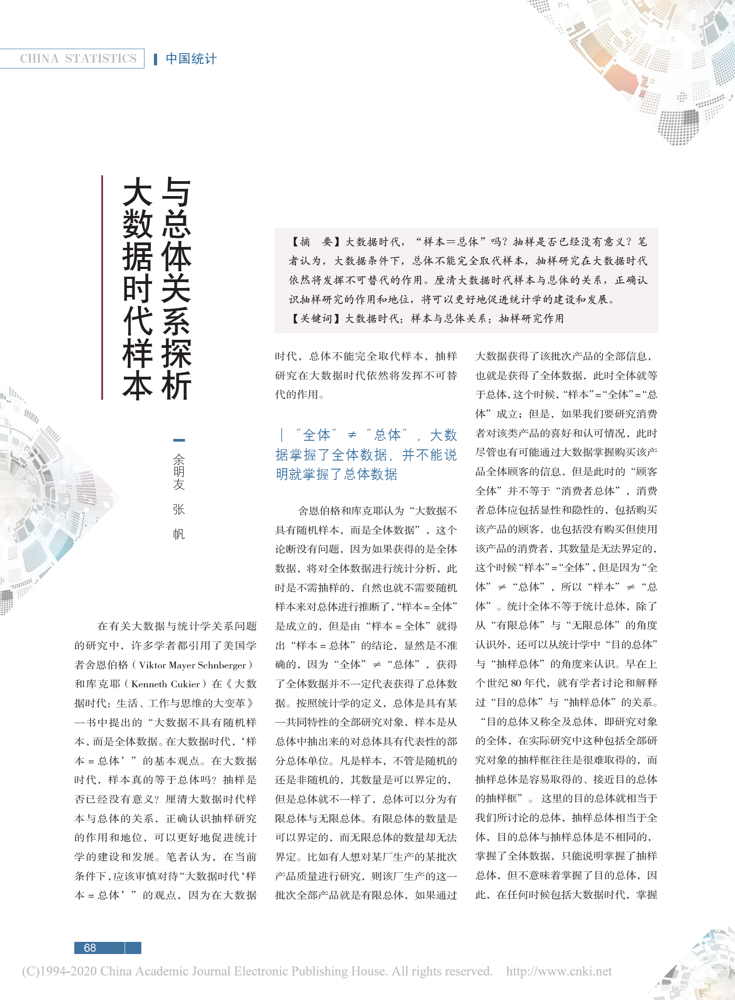 CHINA STATISTICS
中国统计
大数据时代样本
与总体关系探析
余明友 张 帆
【摘 要】大数据时代，“样本＝总体”吗？抽样是否已经没有意义？笔
者认为，大数据条件下，总体不能完全取代样本，抽样研究在大数据时代
依然将发挥不可替代的作用。厘清大数据时代样本与总体的关系，正确认
识抽样研究的作用和地位，将可以更好地促进统计学的建设和发展。
【关键词】大数据时代；样本与总体关系；抽样研究作用
在有关大数据与统计学关系问题
的研究中，许多学者都引用了美国学
者舍恩伯格（Viktor Mayer Schnberger）
和库克耶（Kenneth Cukier）在《大数
据时代：生活、工作与思维的大变革》
一书中提出的“大数据不具有随机样
本，而是全体数据。在大数据时代，‘样
本 = 总体’”的基本观点。在大数据
时代，样本真的等于总体吗？抽样是
否已经没有意义？厘清大数据时代样
本与总体的关系，正确认识抽样研究
的作用和地位，可以更好地促进统计
学的建设和发展。笔者认为，在当前
条件下，应该审慎对待“大数据时代‘样
本 = 总体’”的观点，因为在大数据
时代，总体不能完全取代样本，抽样
研究在大数据时代依然将发挥不可替
代的作用。
｜“全体”≠“总体”，大数
据掌握了全体数据，并不能说
明就掌握了总体数据
舍恩伯格和库克耶认为“大数据不
具有随机样本，而是全体数据”，这个
论断没有问题，因为如果获得的是全体
数据，将对全体数据进行统计分析，此
时是不需抽样的，自然也就不需要随机
样本来对总体进行推断了，“样本 = 全体”
是成立的，但是由“样本 = 全体”就得
出“样本 = 总体”的结论，显然是不准
确的，因为“全体”≠“总体”，获得
了全体数据并不一定代表获得了总体数
据。按照统计学的定义，总体是具有某
一共同特性的全部研究对象，样本是从
总体中抽出来的对总体具有代表性的部
分总体单位。凡是样本，不管是随机的
还是非随机的，其数量是可以界定的，
但是总体就不一样了，总体可以分为有
限总体与无限总体。有限总体的数量是
可以界定的，而无限总体的数量却无法
界定。比如有人想对某厂生产的某批次
产品质量进行研究，则该厂生产的这一
批次全部产品就是有限总体，如果通过
大数据获得了该批次产品的全部信息，
也就是获得了全体数据，此时全体就等
于总体，这个时候，“样本”=“全体”=“总
体”成立；但是，如果我们要研究消费
者对该类产品的喜好和认可情况，此时
尽管也有可能通过大数据掌握购买该产
品全体顾客的信息，但是此时的“顾客
全体”并不等于“消费者总体”，消费
者总体应包括显性和隐性的，包括购买
该产品的顾客，也包括没有购买但使用
该产品的消费者，其数量是无法界定的，
这个时候“样本”=“全体”，但是因为“全
体”≠“总体”，所以“样本”≠“总
体”。统计全体不等于统计总体，除了
从“有限总体”与“无限总体”的角度
认识外，还可以从统计学中“目的总体”
与“抽样总体”的角度来认识。早在上
个世纪 80 年代，就有学者讨论和解释
过“目的总体”与“抽样总体”的关系。
“目的总体又称全及总体，即研究对象
的全体，在实际研究中这种包括全部研
究对象的抽样框往往是很难取得的，而
抽样总体是容易取得的、接近目的总体
的抽样框”。这里的目的总体就相当于
我们所讨论的总体，抽样总体相当于全
体，目的总体与抽样总体是不相同的，
掌握了全体数据，只能说明掌握了抽样
总体，但不意味着掌握了目的总体，因
此，在任何时候包括大数据时代，掌握
68
(C)1994-2020 China Academic Journal Electronic Publishing House. All rights reserved. http://www.cnki.net